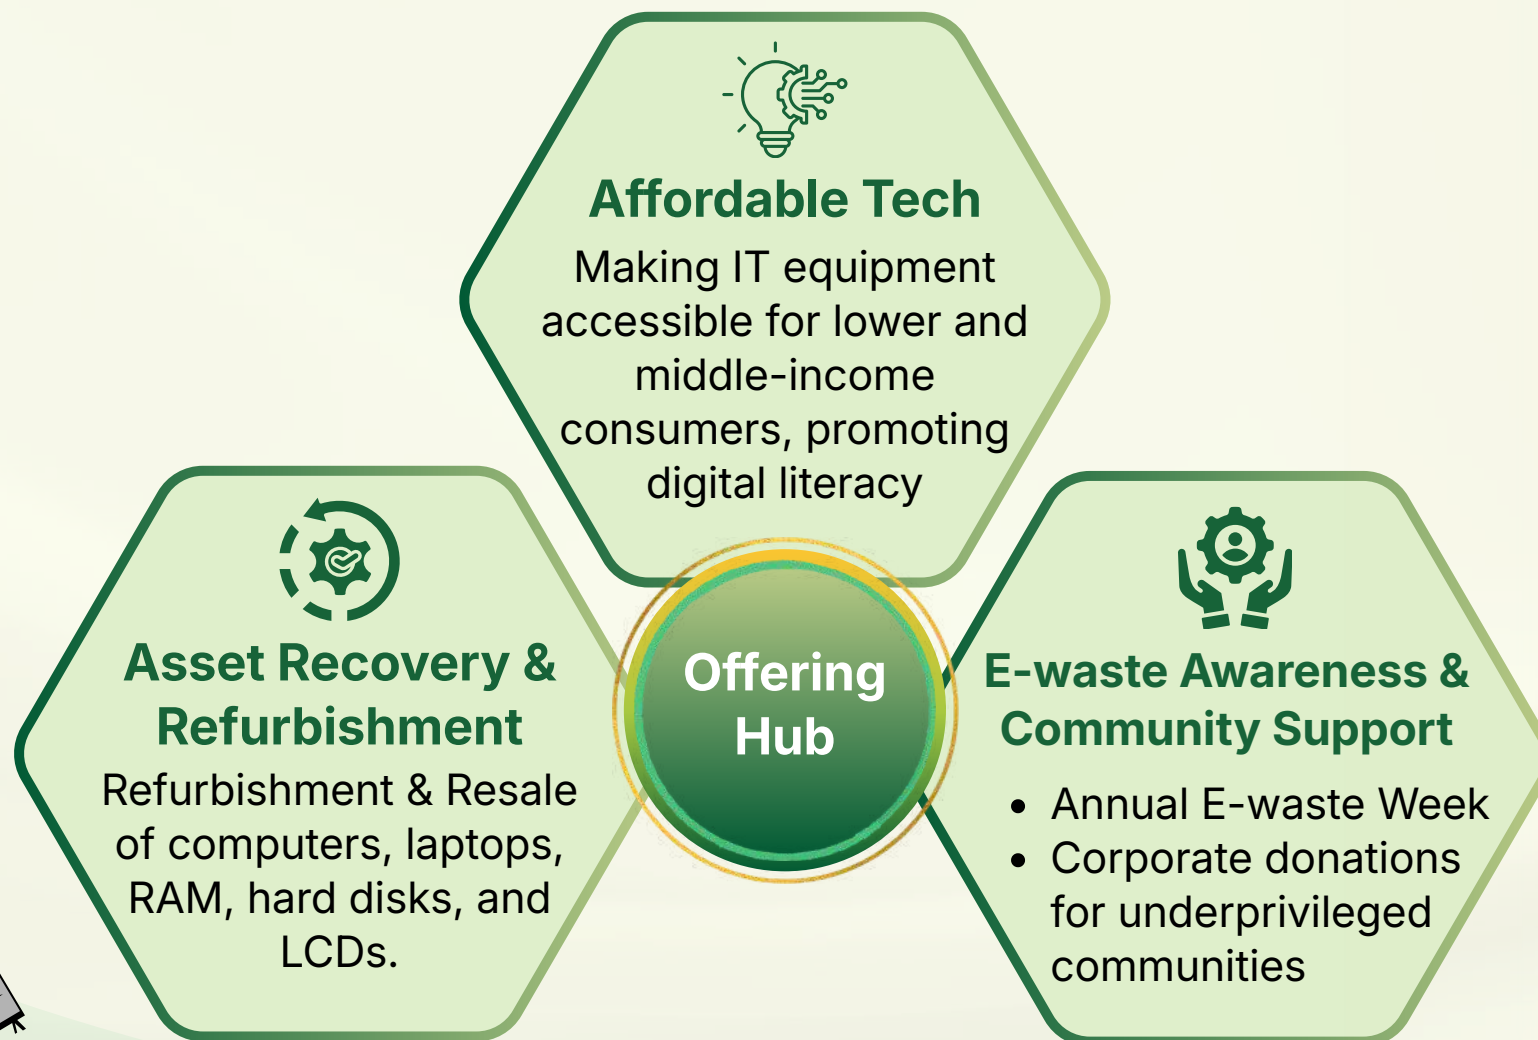 Affordable Tech
Making IT equipment
accessible for lower and
middle-income
consumers, promoting
digital literacy
Asset Recovery &
Refurbishment
Refurbishment & Resale
of computers, laptops,
RAM, hard disks, and
LCDs.
Offering
Hub
E-waste Awareness &
Community Support
• Annual E-waste Week
• Corporate donations
for underprivileged
communities